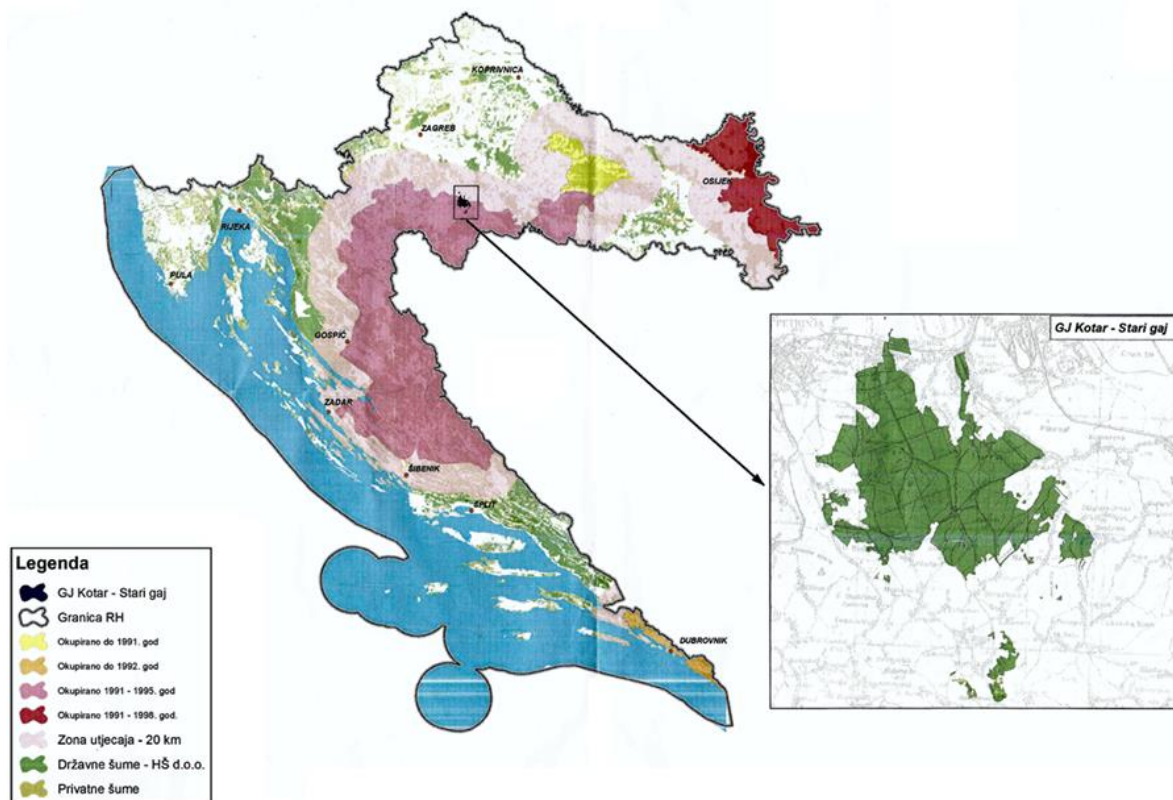 KOPRIVNICA
ZAGREB
OSIJEK
RIJEKA
PULA
GOSPIĆ
ZADAR
ŠIBENIK
SPLIT
DUBROVNIK
GJ Kotar - Stari gaj
PETRINJA
Legenda
GJ Kotar - Stari gaj
Granica RH
Okupirano do 1991. god
Okupirano do 1992. god
Okupirano 1991 - 1995. god
Okupirano 1991 - 1998. god.
Zona utjecaja - 20 km
Državne šume - HŠ d.o.o.
Privatne šume